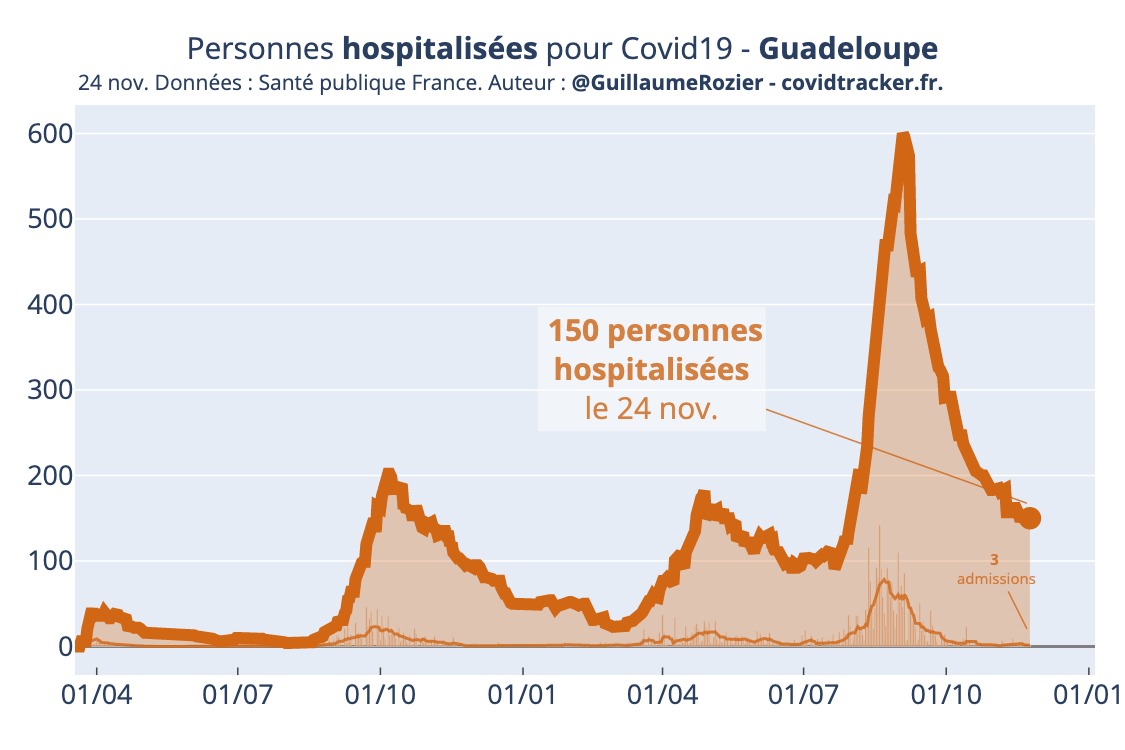 Personnes hospitalisées pour Covid19 - Guadeloupe
24 nov. Données : Santé publique France. Auteur : @GuillaumeRozier - covidtracker.fr.
600
500
400
300
200
100
0
150 personnes
hospitalisées
le 24 nov.
3
admissions
01/04
01/07
01/10
01/01
01/04
01/07
01/10
01/01